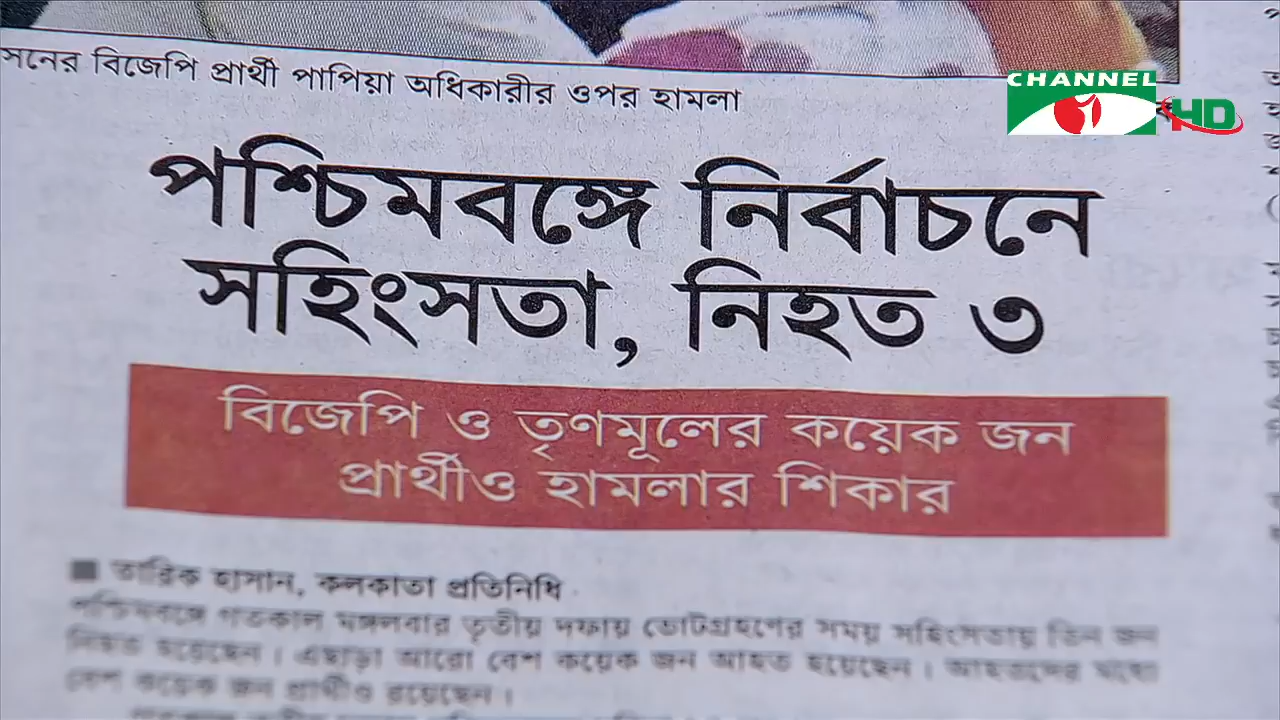 সনের বিজেপি প্রার্থী পাপিয়া অধিকারীর ওপর হামলা
CHANNEL
i HD
পশ্চিমবঙ্গে নির্বাচনে
সহিংসতা, নিহত ৩
বিজেপি ও তৃণমূলের কয়েক জন
প্রার্থীও হামলার শিকার
তারিক হাসান, কলকাতা প্রতিনিধি
পশ্চিমবঙ্গে গতকাল মঙ্গলবার তৃতীয় দফায় ভোটগ্রহণের সময় সহিংসতায় তিন জন
নিহত হয়েছেন। এছাড়া আরো বেশ কয়েক জন আহত হয়েছেন। আহতদের মধ্যে
বেশ কয়েক জন প্রার্থীও রয়েছেন।